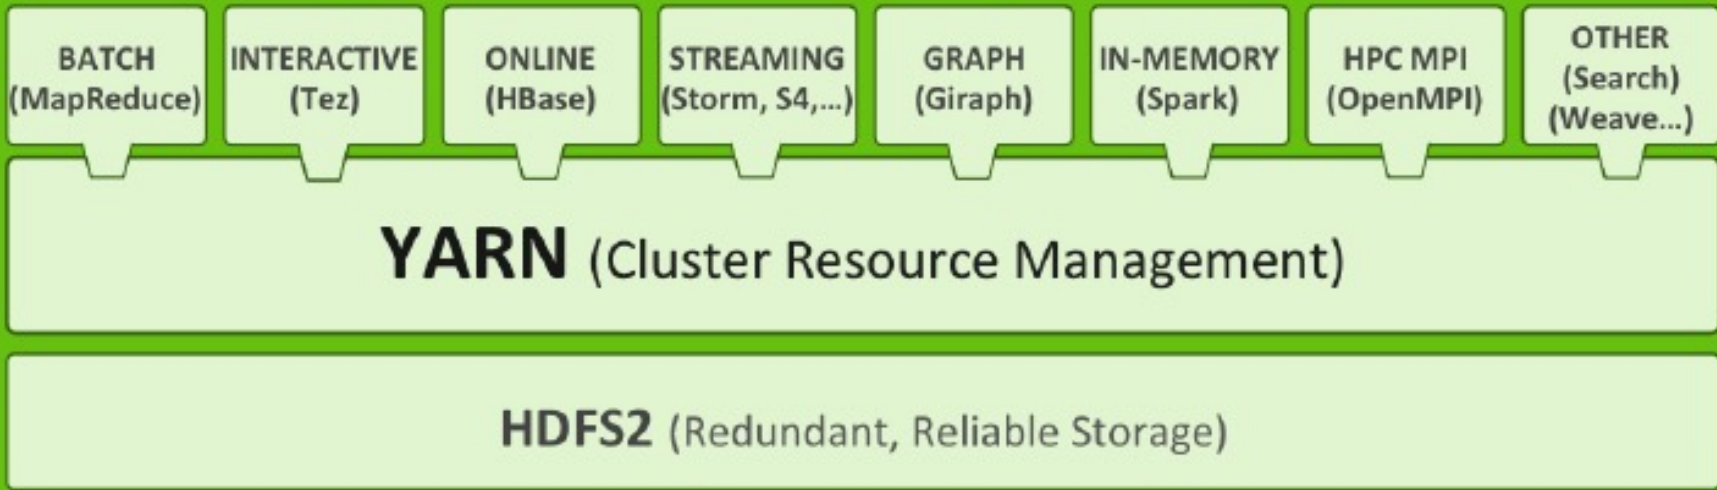 BATCH
(MapReduce)
INTERACTIVE
(Tez)
ONLINE
(HBase)
STREAMING
(Storm, S4,...)
GRAPH
(Giraph)
IN-MEMORY
(Spark)
HPC MPI
(OpenMPI)
OTHER
(Search)
(Weave...)
YARN (Cluster Resource Management)
HDFS2 (Redundant, Reliable Storage)